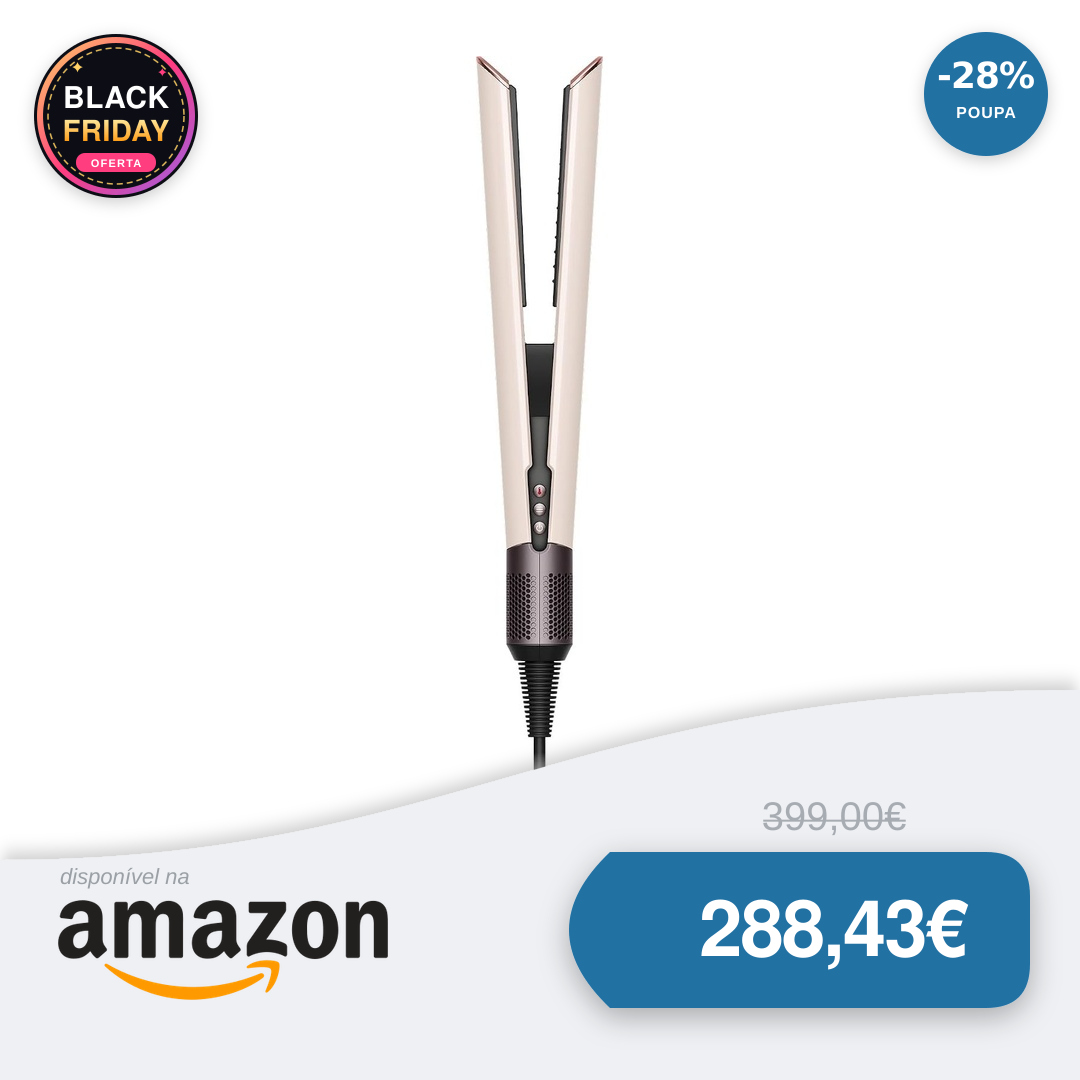 BLACK
FRIDAY
OFERTA
-28%
POUPA
399,00€
disponível na
amazon
288,43€